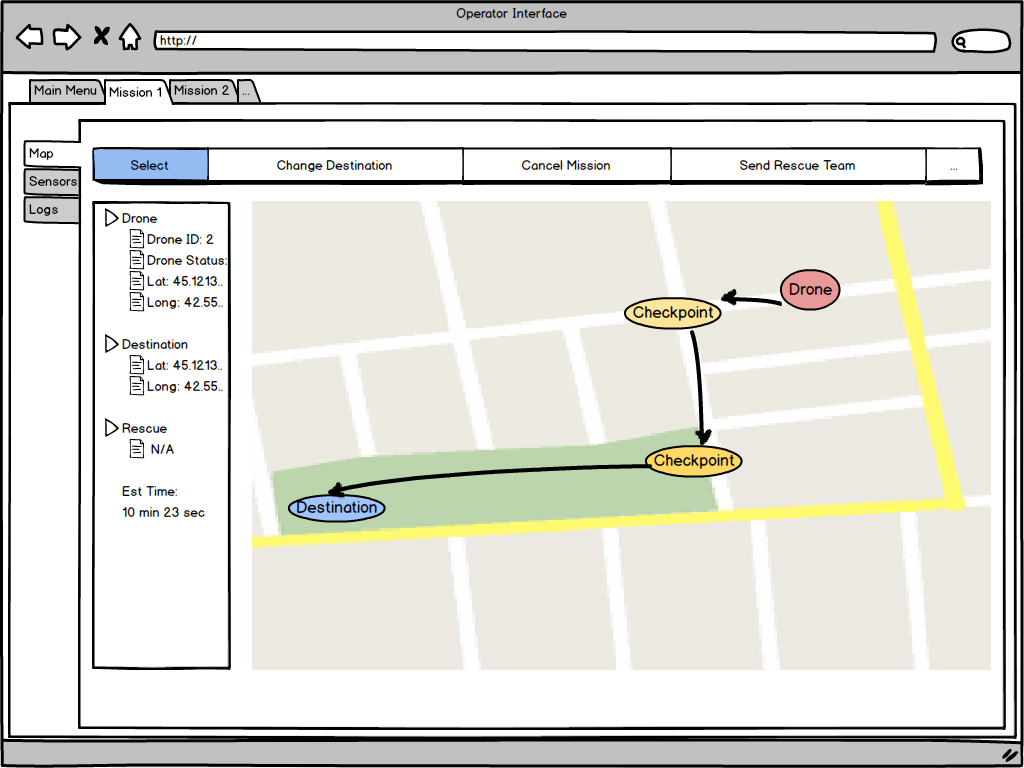 Operator Interface
http://
Main Menu
Mission 1
Mission 2
...
Map
Sensors
Logs
Select
Change Destination
Cancel Mission
Send Rescue Team
...
Drone
Drone ID: 2
Drone Status:
Lat: 45.1213..
Long: 42.55..
Destination
Lat: 45.1213..
Long: 42.55..
Rescue
N/A
Est Time:
10 min 23 sec
Drone
Checkpoint
Checkpoint
Destination